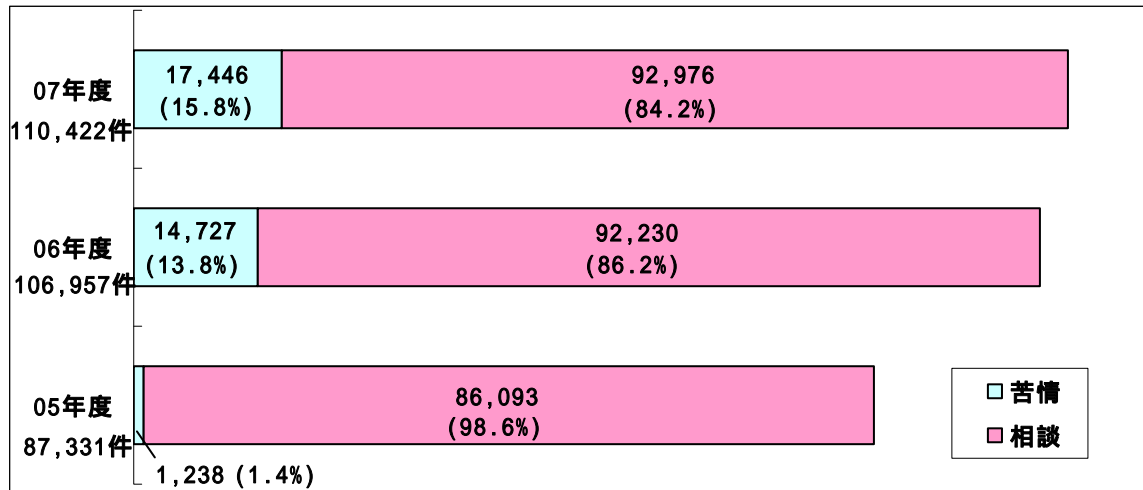 07年度
110,422件
17,446
(15.8%)
92,976
(84.2%)
06年度
106,957件
14,727
(13.8%)
92,230
(86.2%)
05年度
87,331件
86,093
(98.6%)
1,238 (1.4%)
苦情
相談